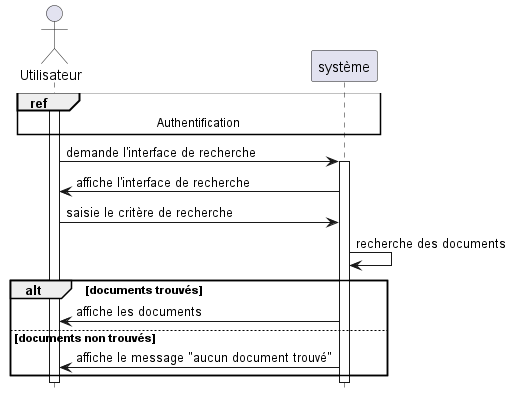 Utilisateur
système
ref
Authentification
demande l'interface de recherche
affiche l'interface de recherche
saisie le critère de recherche
recherche des documents
alt [documents trouvés]
affiche les documents
[documents non trouvés]
affiche le message "aucun document trouvé"